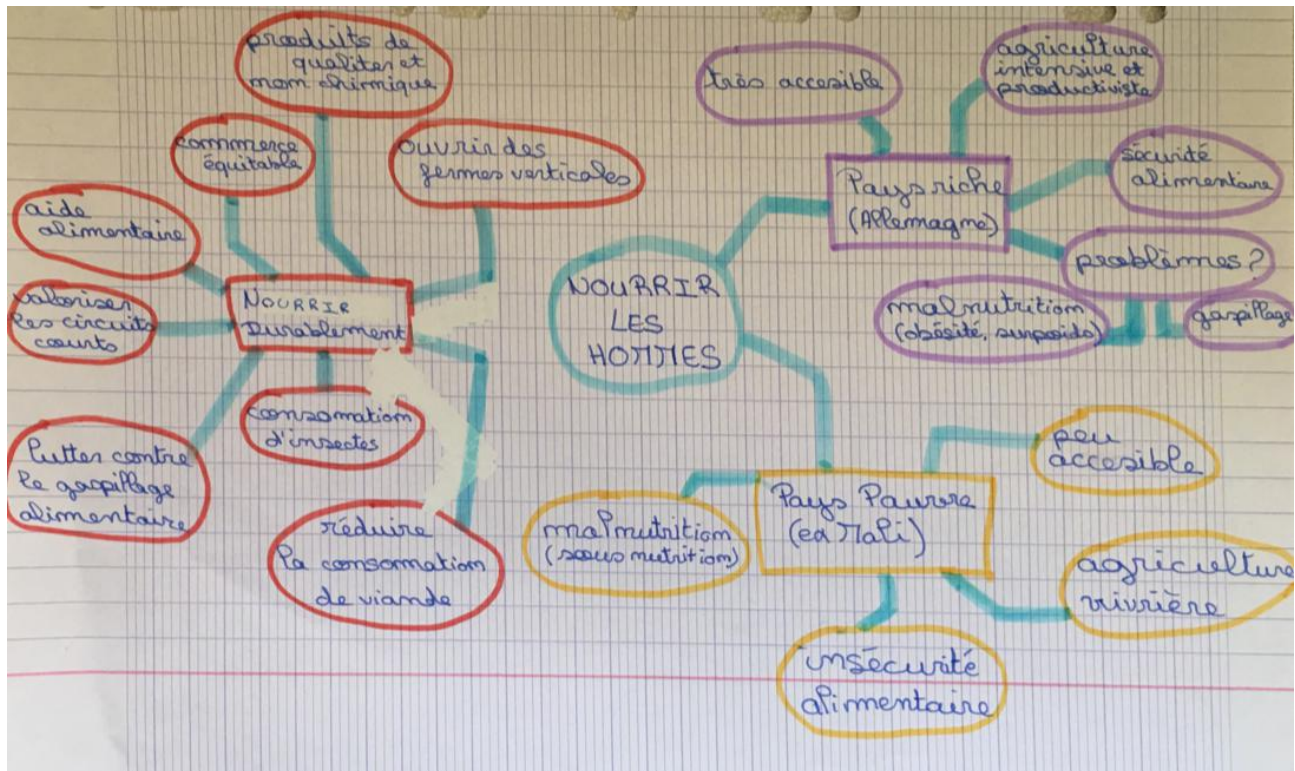 produits de
qualiter et
non chimique
commerce
équitable
ouvrir des
fermes verticales
aide
alimentaire
valoriser
les circuits
courts
NOURRIR
Durablement
lutter contre
le gaspillage
alimentaire
consomation
d'insectes
réduire
la consomation
de viande
NOURRIR
LES
HOMMES
très accesible
agriculture
intensive et
productiviste
Pays riche
(Allemagne)
sécurité
alimentaire
problèmes?
malnutrition
(obésité, surpoids)
gaspillage
Pays Pauvre
(ex Mali)
peu
accesible
malnutrition
(sous nutrition)
agriculture
vivrière
insécurité
alimentaire